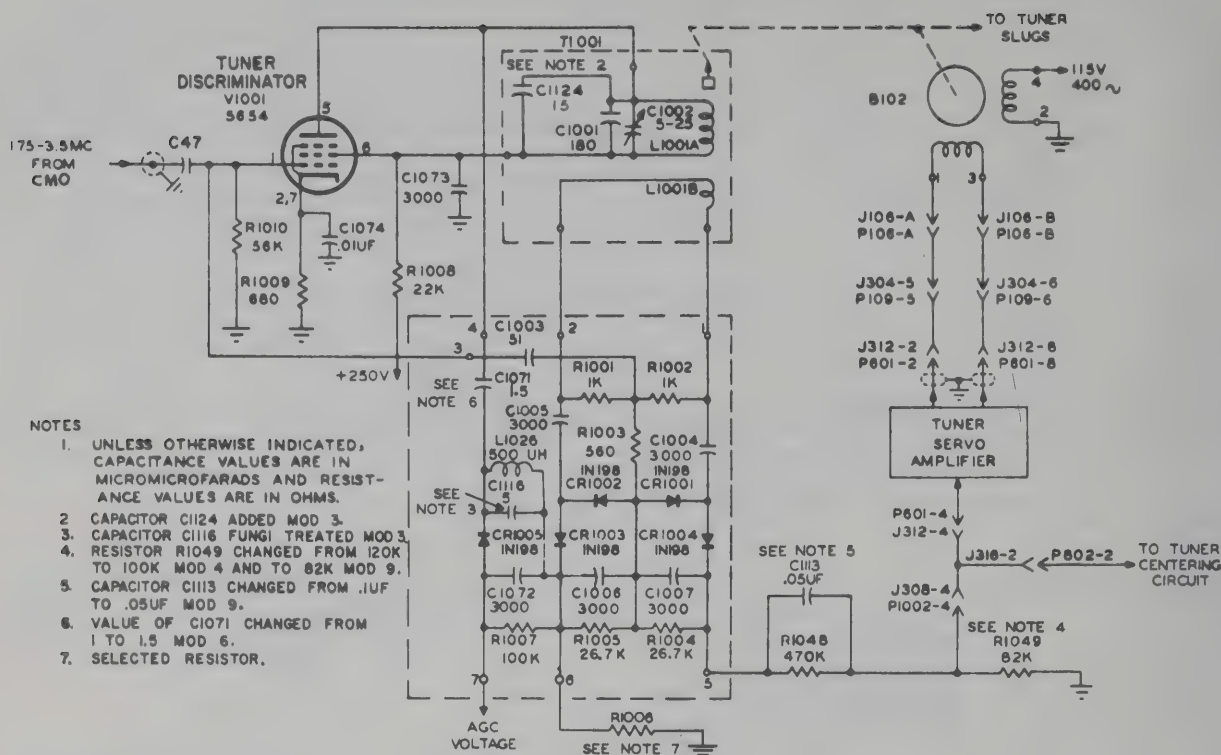 TUNER
DISCRIMINATOR
V1001
5654
175-3.5MC
FROM
CMO
C47
1
5
6
2,7
R1010
56K
C1074
.01UF
R1009
680
C1073
3000
R1008
22K
+250V
T1001
SEE NOTE 2
C1124
15
C1001
180
C1002
5-25
L1001A
L1001B
TO TUNER
SLUGS
B102
4
115V
400 ~
2
1
3
J106-A
P106-A
J106-B
P106-B
J304-5
P109-5
J304-6
P109-6
J312-2
P601-2
J312-8
P601-8
TUNER
SERVO
AMPLIFIER
P601-4
J312-4
J316-2
P602-2
TO TUNER
CENTERING
CIRCUIT
J308-4
P1002-4
SEE NOTE 4
R1049
82K
SEE NOTE 5
C1113
.05UF
R1048
470K
4
3
C1003
51
2
1
SEE
NOTE 6
C1071
1.5
C1005
3000
R1001
1K
R1002
1K
R1003
560
C1004
3000
L1026
500 UH
C1116
5
SEE
NOTE 3
1N198
CR1002
1N198
CR1001
CR1005
1N198
CR1003
1N198
CR1004
1N198
C1072
3000
C1006
3000
C1007
3000
R1007
100K
R1005
26.7K
R1004
26.7K
7
6
5
AGC
VOLTAGE
R1006
SEE NOTE 7
NOTES
1. UNLESS OTHERWISE INDICATED,
CAPACITANCE VALUES ARE IN
MICROMICROFARADS AND RESIST-
ANCE VALUES ARE IN OHMS.
2 CAPACITOR C1124 ADDED MOD 3.
3. CAPACITOR C1116 FUNGI TREATED MOD 3
4. RESISTOR R1049 CHANGED FROM 120K
TO 100K MOD 4 AND TO 82K MOD 9.
5. CAPACITOR C1113 CHANGED FROM .1UF
TO .05UF MOD 9.
6. VALUE OF C1071 CHANGED FROM
1 TO 1.5 MOD 6.
7. SELECTED RESISTOR.